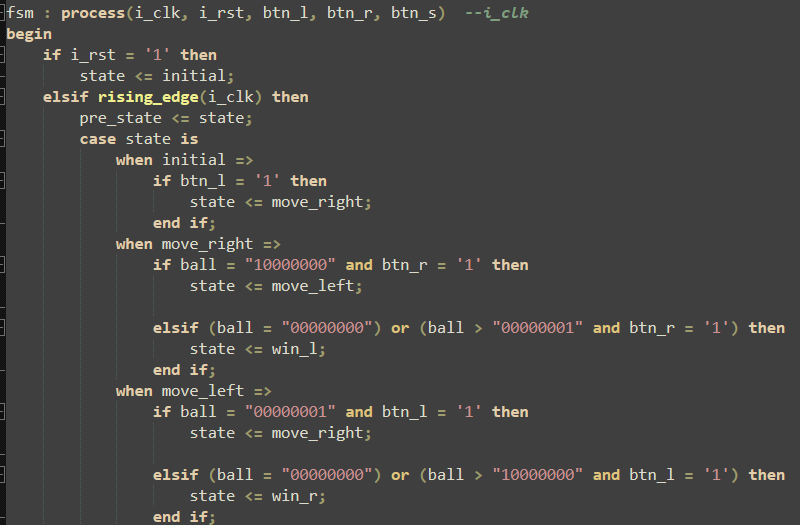 fsm : process(i_clk, i_rst, btn_l, btn_r, btn_s)  --i_clk
begin
    if i_rst = '1' then
        state <= initial;
    elsif rising_edge(i_clk) then
        pre_state <= state;
        case state is
            when initial =>
                if btn_l = '1' then
                    state <= move_right;
                end if;
            when move_right =>
                if ball = "10000000" and btn_r = '1' then
                    state <= move_left;
                elsif (ball = "00000000") or (ball > "00000001" and btn_r = '1') then
                    state <= win_l;
                end if;
            when move_left =>
                if ball = "00000001" and btn_l = '1' then
                    state <= move_right;
                elsif (ball = "00000000") or (ball > "10000000" and btn_l = '1') then
                    state <= win_r;
                end if;